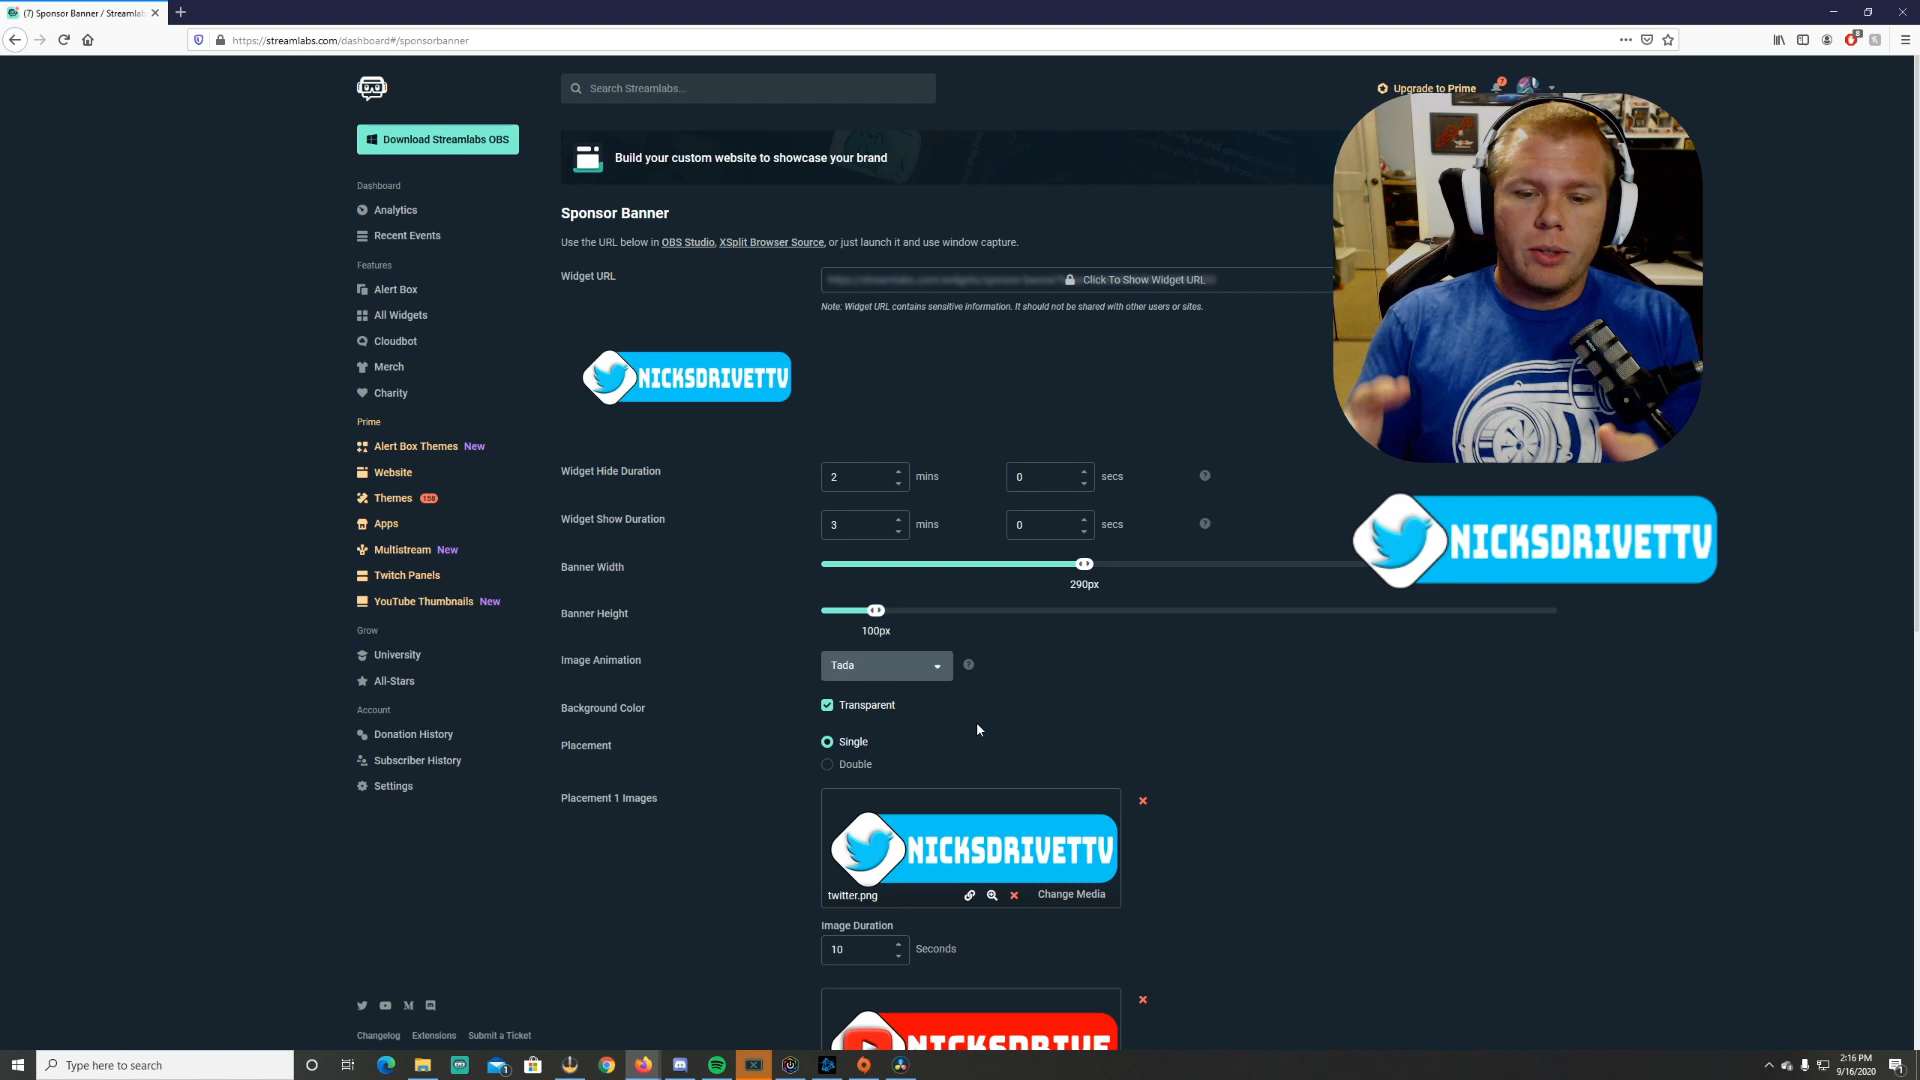 (7) Sponsor Banner / Streamlab
https://streamlabs.com/dashboard#/sponsorbanner
8
Search Streamlabs...
Upgrade to Prime
7
Download Streamlabs OBS
Build your custom website to showcase your brand
Dashboard
Analytics
Recent Events
Features
Alert Box
All Widgets
Cloudbot
Merch
Charity
Prime
Alert Box Themes New
Website
Themes 158
Apps
Multistream New
Twitch Panels
YouTube Thumbnails New
Grow
University
All-Stars
Account
Donation History
Subscriber History
Settings
Changelog Extensions Submit a Ticket
Sponsor Banner
Use the URL below in OBS Studio, XSplit Browser Source, or just launch it and use window capture.
Widget URL
Click To Show Widget URL
Note: Widget URL contains sensitive information. It should not be shared with other users or sites.
NICKSDRIVETTV
Widget Hide Duration
2 mins 0 secs ?
Widget Show Duration
3 mins 0 secs ?
NICKSDRIVETTV
Banner Width
290px
Banner Height
100px
Image Animation
Tada ?
Background Color
Transparent
Placement
Single
Double
Placement 1 Images
NICKSDRIVETTV
twitter.png
Change Media
Image Duration
10 Seconds
NICKSDRIVE
Type here to search
1
2:16 PM
9/16/2020
1